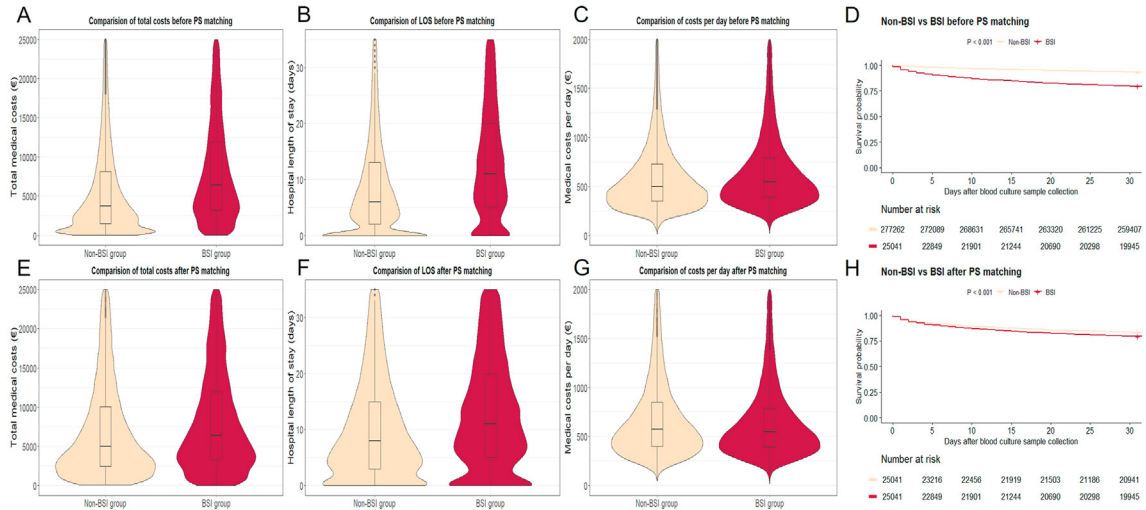 A
Comparision of total costs before PS matching
Total medical costs (€)
25000
20000
15000
10000
5000
0
Non-BSI group
BSI group
B
Comparision of LOS before PS matching
Hospital length of stay (days)
30
20
10
0
Non-BSI group
BSI group
C
Comparision of costs per day before PS matching
Medical costs per day (€)
2000
1500
1000
500
0
Non-BSI group
BSI group
D
Non-BSI vs BSI before PS matching
P < 0.001 Non-BSI BSI
Survival probability
1.00
0.75
0.50
0.25
0.00
0 5 10 15 20 25 30
Days after blood culture sample collection
Number at risk
277262 272089 268631 265741 263320 261225 259407
25041 22849 21901 21244 20690 20298 19945
E
Comparision of total costs after PS matching
Total medical costs (€)
25000
20000
15000
10000
5000
0
Non-BSI group
BSI group
F
Comparision of LOS after PS matching
Hospital length of stay (days)
30
20
10
0
Non-BSI group
BSI group
G
Comparision of costs per day after PS matching
Medical costs per day (€)
2000
1500
1000
500
0
Non-BSI group
BSI group
H
Non-BSI vs BSI after PS matching
P < 0.001 Non-BSI BSI
Survival probability
1.00
0.75
0.50
0.25
0.00
0 5 10 15 20 25 30
Days after blood culture sample collection
Number at risk
25041 23216 22456 21919 21503 21186 20941
25041 22849 21901 21244 20690 20298 19945